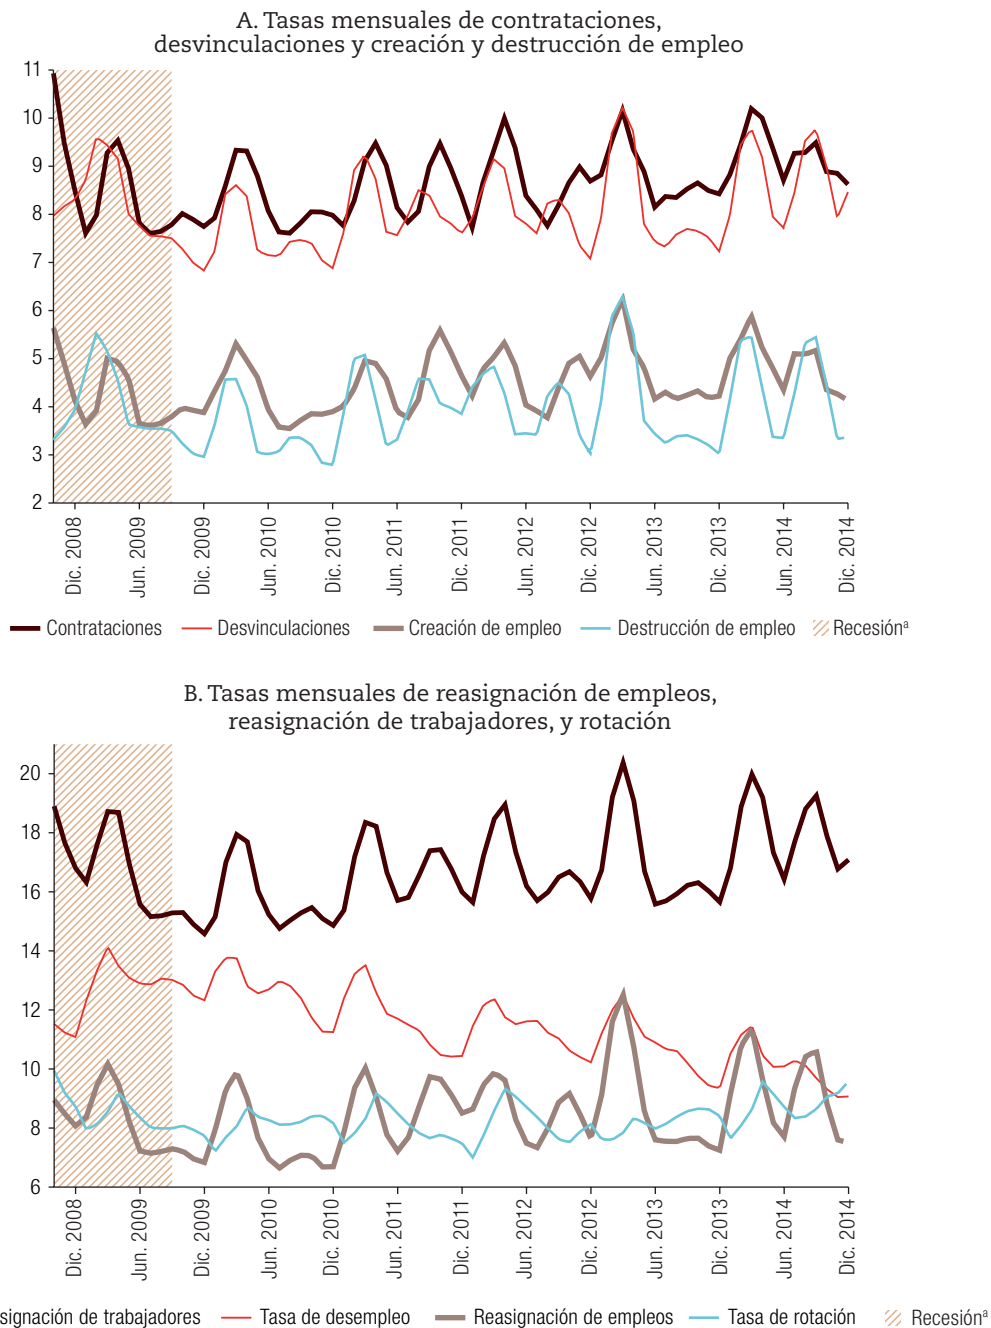 A. Tasas mensuales de contrataciones,
desvinculaciones y creación y destrucción de empleo
11
10
9
8
7
6
5
4
3
2
Dic. 2008
Jun. 2009
Dic. 2009
Jun. 2010
Dic. 2010
Jun. 2011
Dic. 2011
Jun. 2012
Dic. 2012
Jun. 2013
Dic. 2013
Jun. 2014
Dic. 2014
Contrataciones Desvinculaciones Creación de empleo Destrucción de empleo Recesiónª
B. Tasas mensuales de reasignación de empleos,
reasignación de trabajadores, y rotación
20
18
16
14
12
10
8
6
Dic. 2008
Jun. 2009
Dic. 2009
Jun. 2010
Dic. 2010
Jun. 2011
Dic. 2011
Jun. 2012
Dic. 2012
Jun. 2013
Dic. 2013
Jun. 2014
Dic. 2014
signación de trabajadores Tasa de desempleo Reasignación de empleos Tasa de rotación Recesiónª